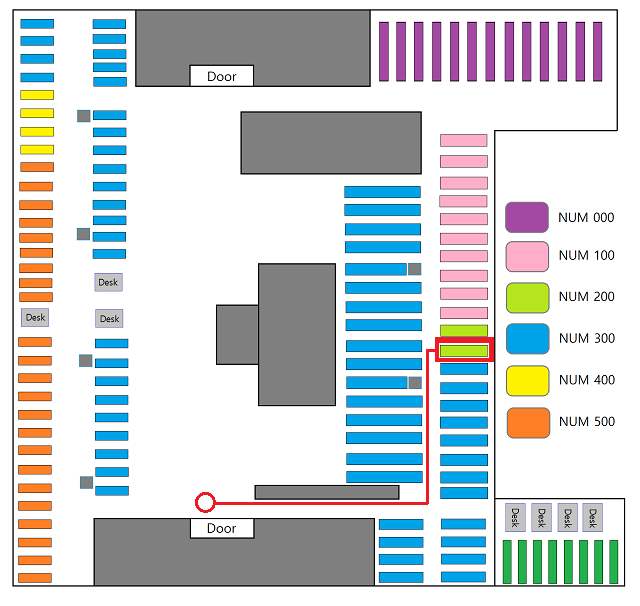 Door
NUM 000
NUM 100
Desk
NUM 200
Desk
Desk
NUM 300
NUM 400
NUM 500
Door
Desk
Desk
Desk
Desk